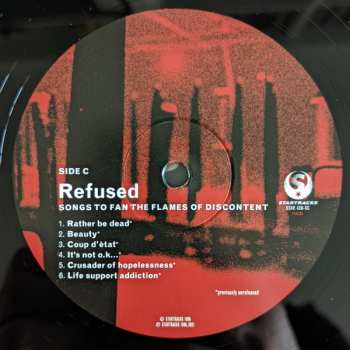 SIDE C
Refused
SONGS TO FAN THE FLAMES OF DISCONTENT
1. Rather be dead*
2. Beauty*
3. Coup d'état*
4. It's not o.k...*
5. Crusader of hopelessness*
6. Life support addiction*
S
STARTRACKS
*previously unreleased